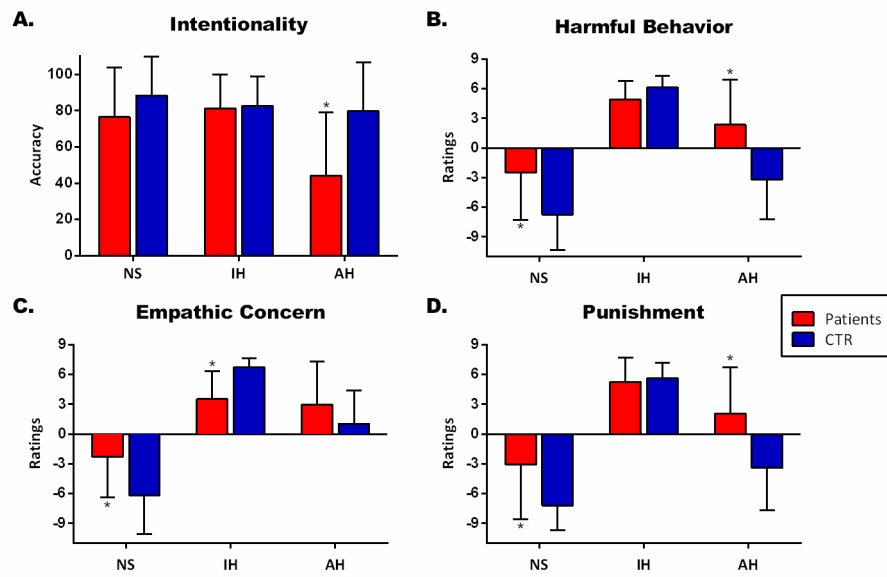 A. Intentionality
Accuracy
100
80
60
40
20
0
*
NS IH AH
B. Harmful Behavior
Ratings
9
6
3
0
-3
-6
-9
*
*
NS IH AH
C. Empathic Concern
Ratings
9
6
3
0
-3
-6
-9
*
*
NS IH AH
D. Punishment
Ratings
9
6
3
0
-3
-6
-9
*
*
NS IH AH
Patients
CTR